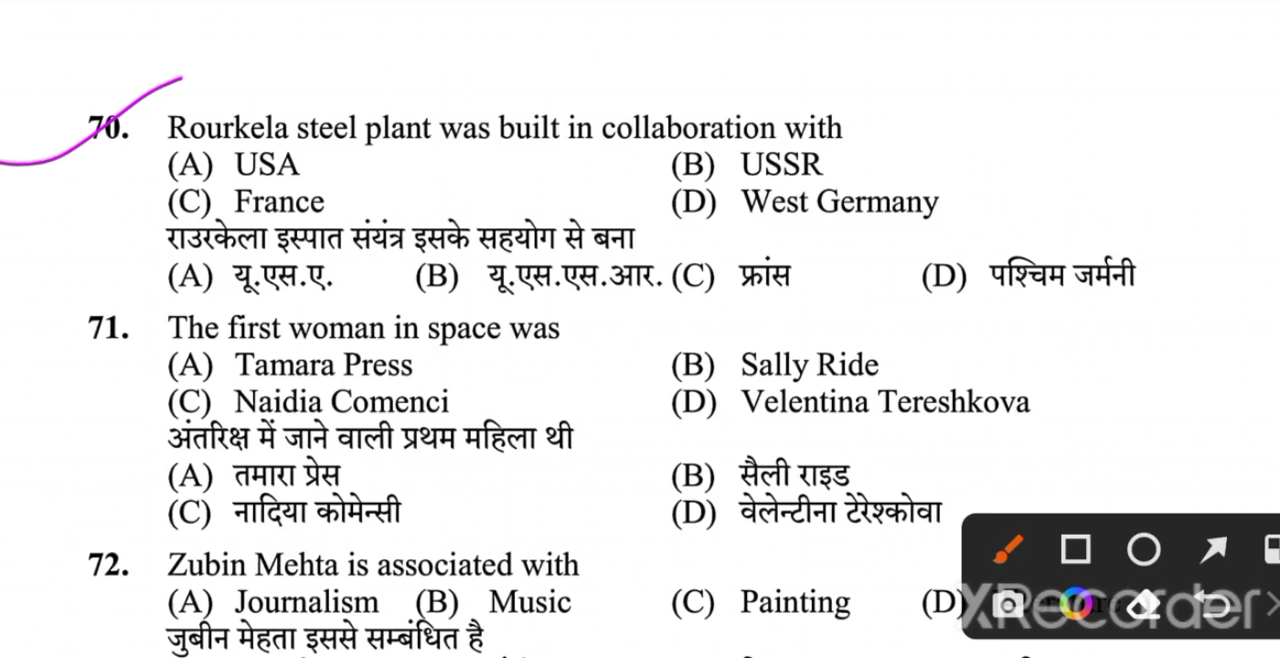 70. Rourkela steel plant was built in collaboration with
(A) USA (B) USSR
(C) France (D) West Germany
राउरकेला इस्पात संयंत्र इसके सहयोग से बना
(A) यू.एस.ए. (B) यू.एस.एस.आर. (C) फ्रांस (D) पश्चिम जर्मनी
71. The first woman in space was
(A) Tamara Press (B) Sally Ride
(C) Naidia Comenci (D) Velentina Tereshkova
अंतरिक्ष में जाने वाली प्रथम महिला थी
(A) तमारा प्रेस (B) सैली राइड
(C) नादिया कोमेन्सी (D) वेलेन्टीना टेरेश्कोवा
72. Zubin Mehta is associated with
(A) Journalism (B) Music (C) Painting (D)
XRecorder
जुबीन मेहता इससे सम्बंधित है